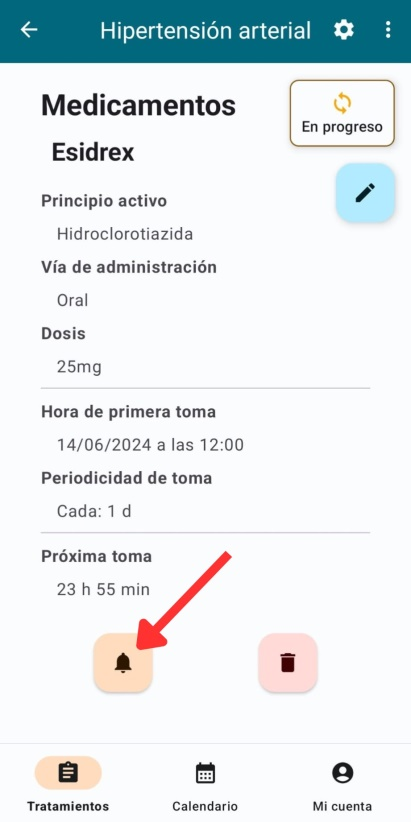 Hipertensión arterial
Medicamentos
En progreso
Esidrex
Principio activo
Hidroclorotiazida
Vía de administración
Oral
Dosis
25mg
Hora de primera toma
14/06/2024 a las 12:00
Periodicidad de toma
Cada: 1 d
Próxima toma
23 h 55 min
Tratamientos
Calendario
Mi cuenta